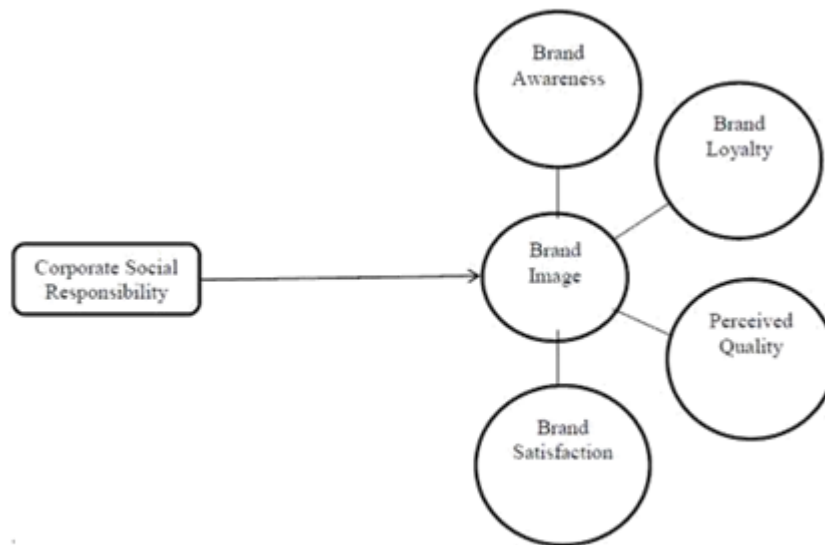 Brand
Awareness
Brand
Loyalty
Corporate Social
Responsibility
Brand
Image
Perceived
Quality
Brand
Satisfaction